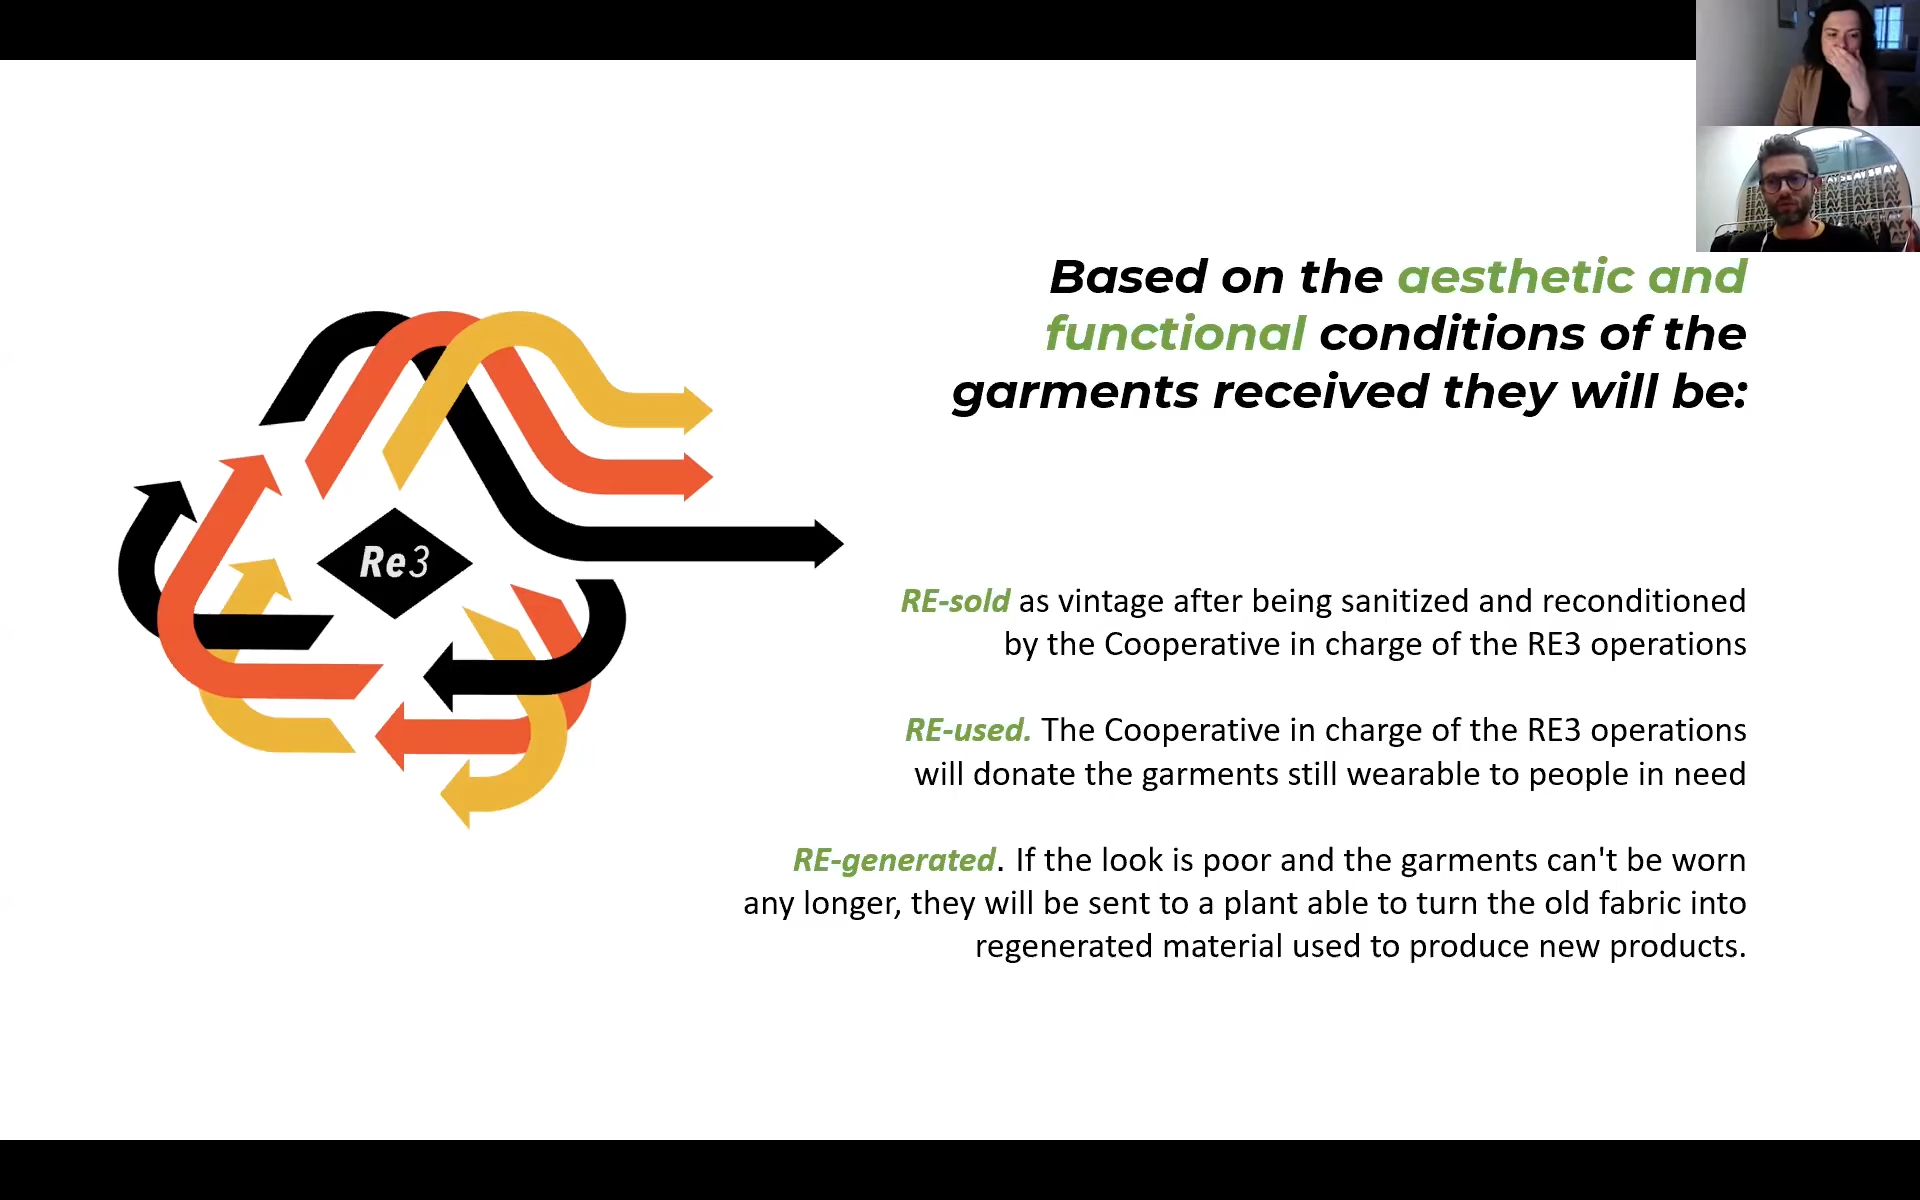 Based on the aesthetic and
functional conditions of the
garments received they will be:
Re3
RE-sold as vintage after being sanitized and reconditioned
by the Cooperative in charge of the RE3 operations
RE-used. The Cooperative in charge of the RE3 operations
will donate the garments still wearable to people in need
RE-generated. If the look is poor and the garments can't be worn
any longer, they will be sent to a plant able to turn the old fabric into
regenerated material used to produce new products.